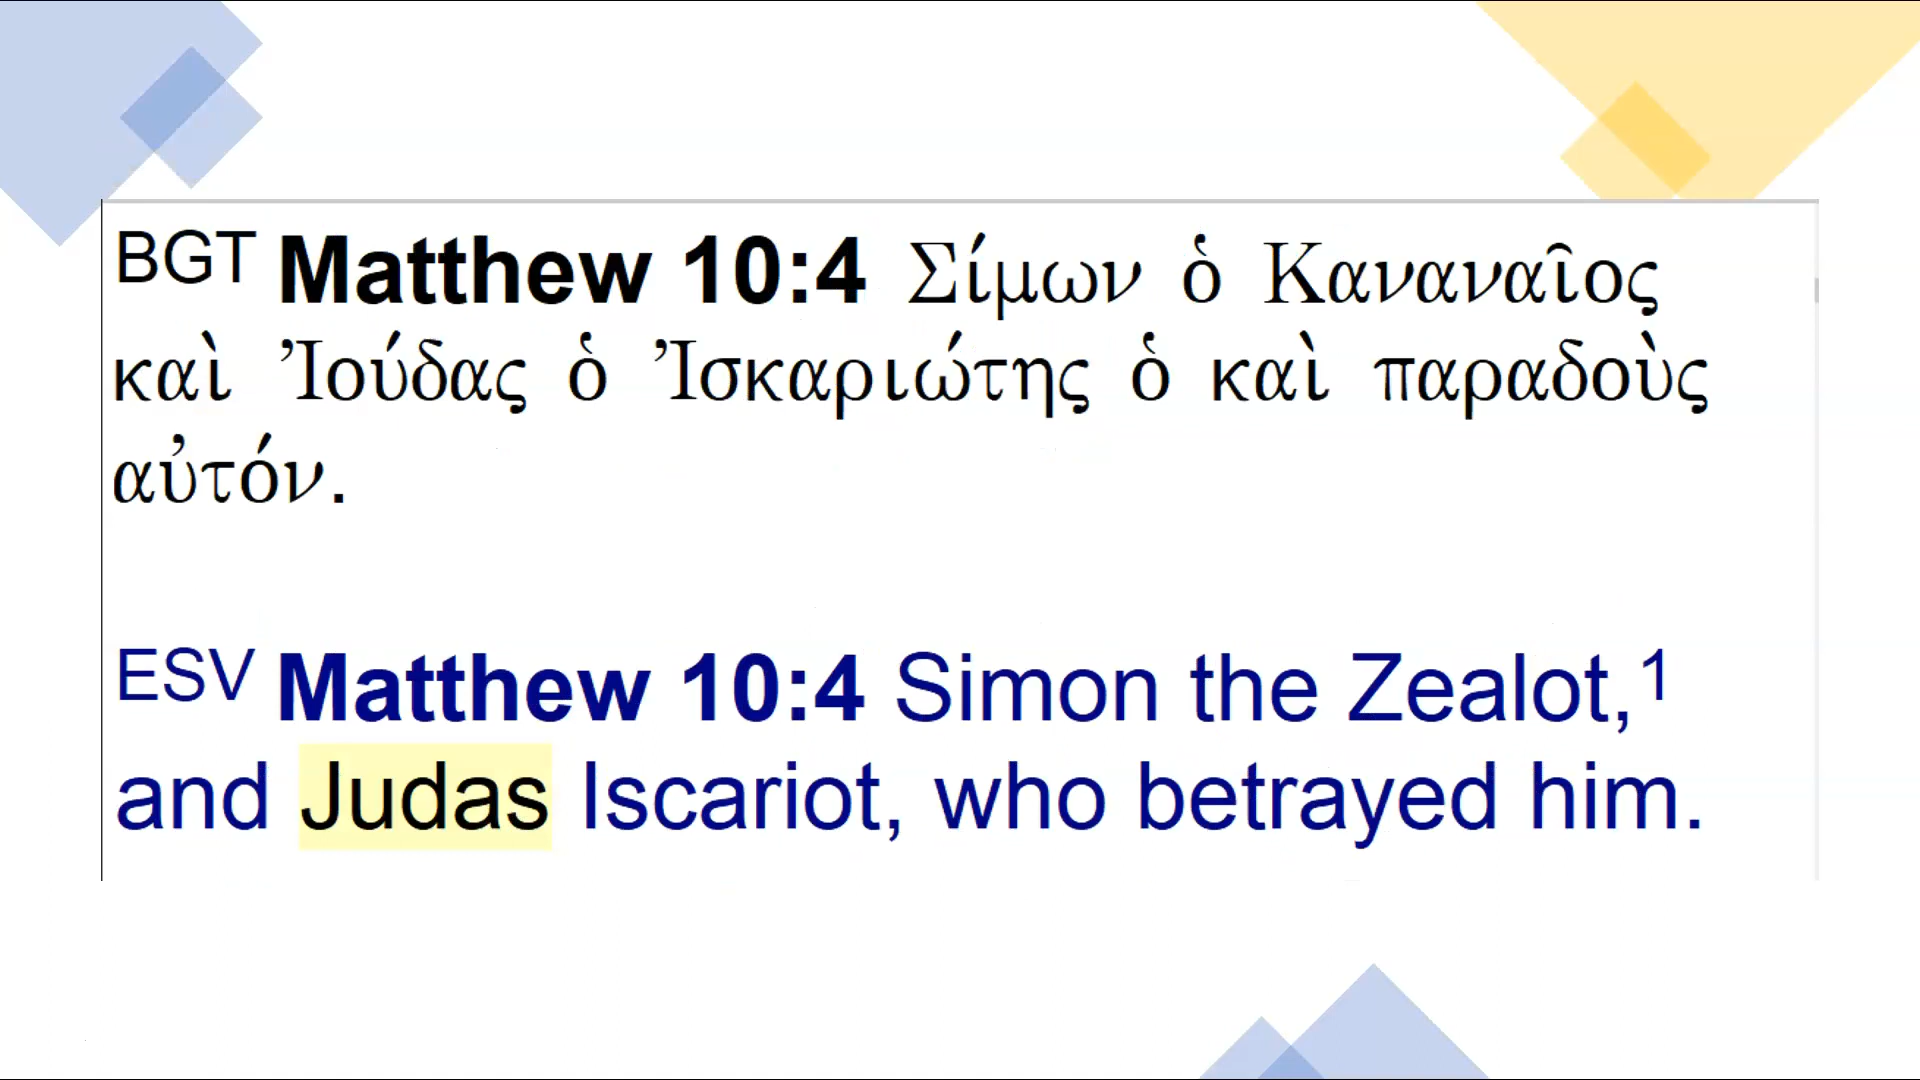 BGT Matthew 10:4 Σίμων ὁ Καναναῖος
καὶ Ἰούδας ὁ Ἰσκαριώτης ὁ καὶ παραδοὺς
αὐτόν.
ESV Matthew 10:4 Simon the Zealot,1
and Judas Iscariot, who betrayed him.